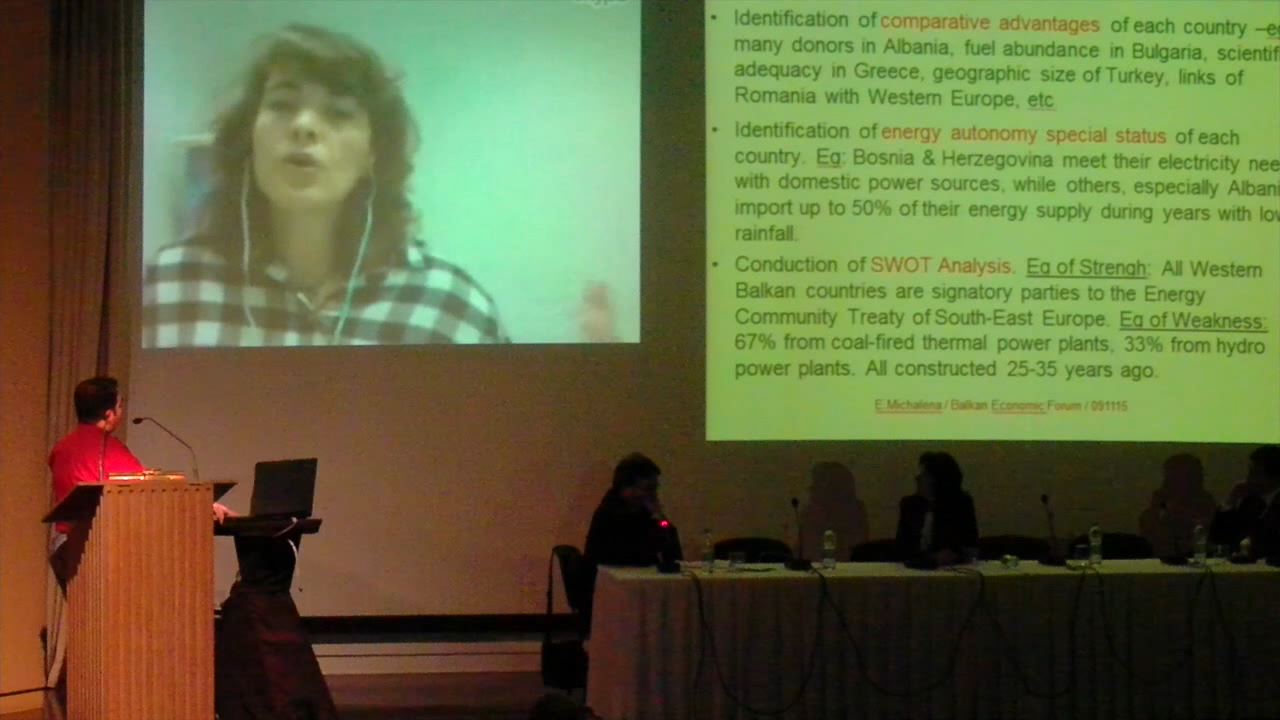 • Identification of comparative advantages of each country –eg
many donors in Albania, fuel abundance in Bulgaria, scientif
adequacy in Greece, geographic size of Turkey, links of
Romania with Western Europe, etc
• Identification of energy autonomy special status of each
country. Eg: Bosnia & Herzegovina meet their electricity nee
with domestic power sources, while others, especially Albani
import up to 50% of their energy supply during years with low
rainfall.
• Conduction of SWOT Analysis. Eg of Strengh: All Western
Balkan countries are signatory parties to the Energy
Community Treaty of South-East Europe. Eg of Weakness:
67% from coal-fired thermal power plants, 33% from hydro
power plants. All constructed 25-35 years ago.
E.Michalena / Balkan Economic Forum / 091115